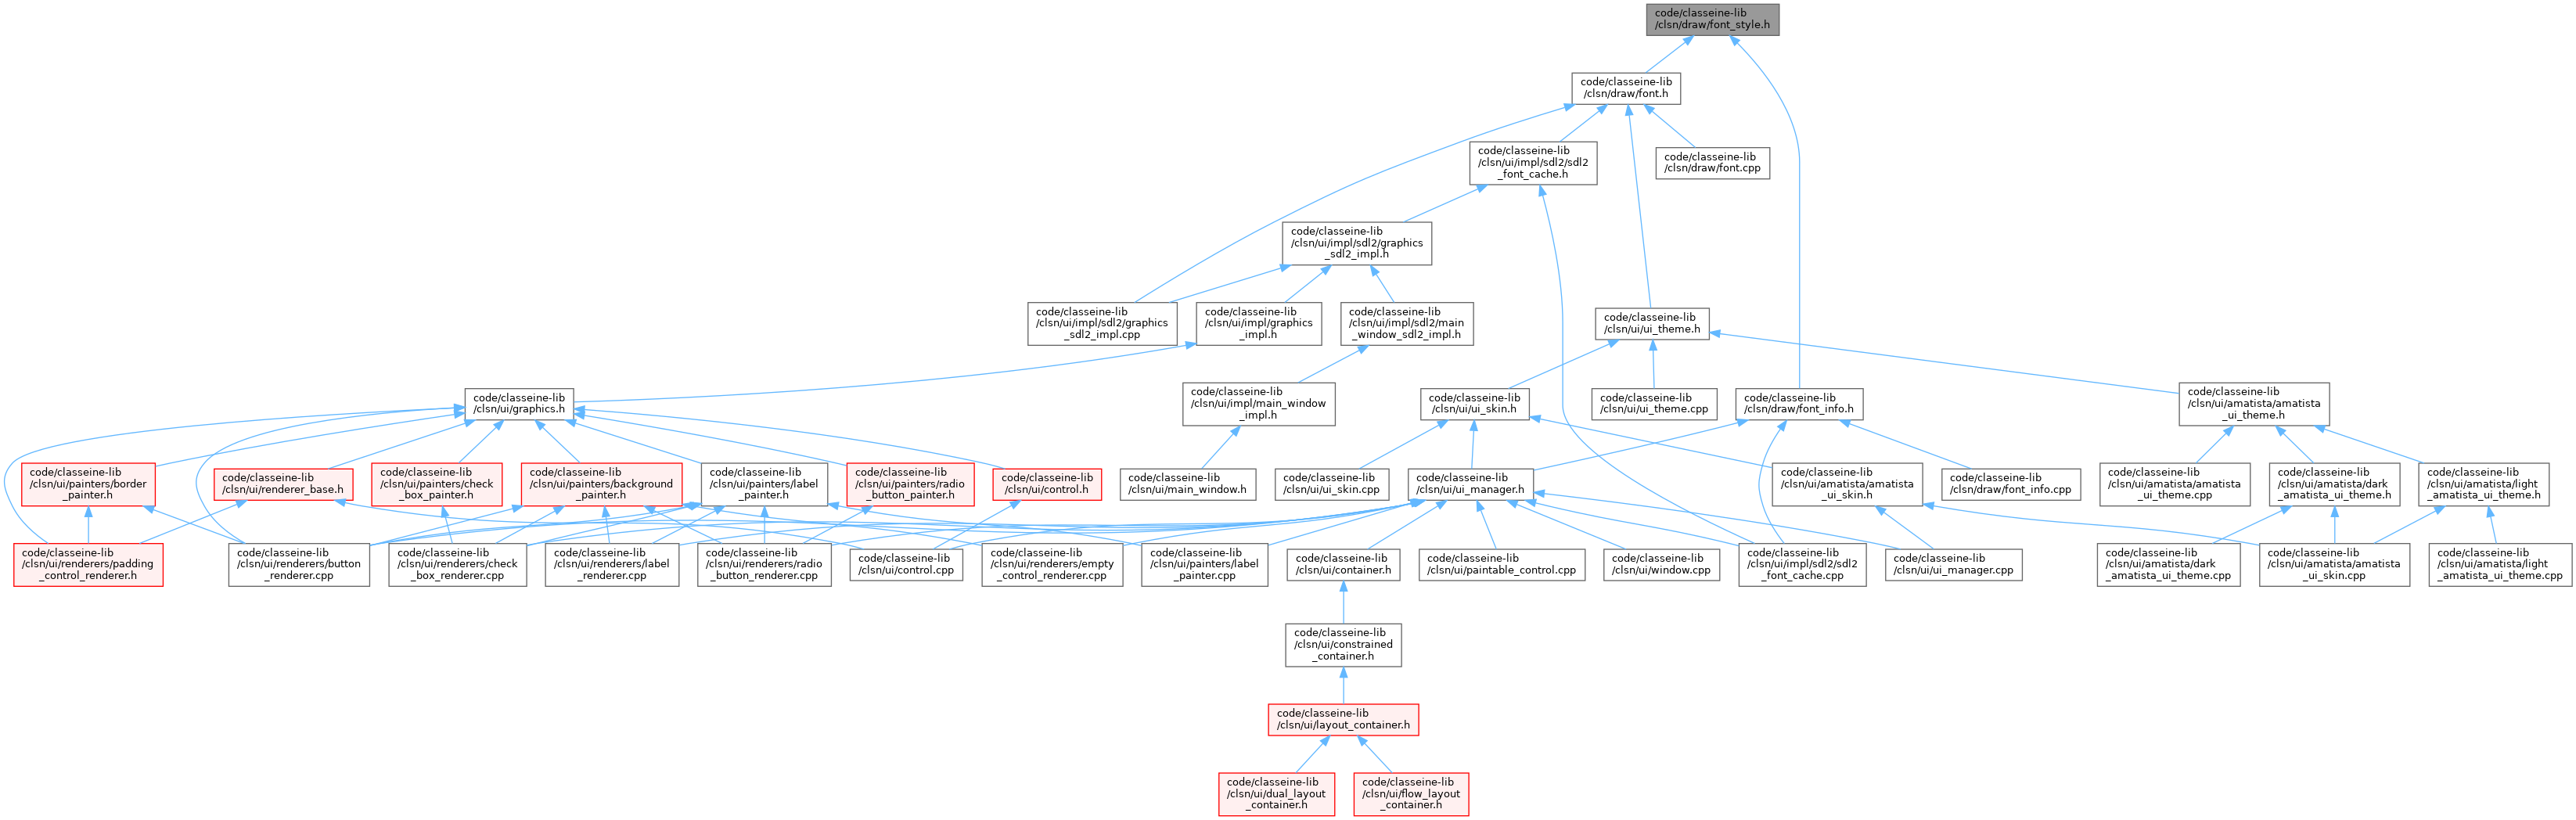 code/classeine-lib
/clsn/draw/font_style.h
code/classeine-lib
/clsn/draw/font.h
code/classeine-lib
/clsn/ui/impl/sdl2/sdl2
_font_cache.h
code/classeine-lib
/clsn/draw/font.cpp
code/classeine-lib
/clsn/ui/impl/sdl2/graphics
_sdl2_impl.h
code/classeine-lib
/clsn/ui/impl/sdl2/graphics
_sdl2_impl.cpp
code/classeine-lib
/clsn/ui/impl/graphics
_impl.h
code/classeine-lib
/clsn/ui/impl/sdl2/main
_window_sdl2_impl.h
code/classeine-lib
/clsn/ui/ui_theme.h
code/classeine-lib
/clsn/ui/graphics.h
code/classeine-lib
/clsn/ui/impl/main_window
_impl.h
code/classeine-lib
/clsn/ui/ui_skin.h
code/classeine-lib
/clsn/ui/ui_theme.cpp
code/classeine-lib
/clsn/draw/font_info.h
code/classeine-lib
/clsn/ui/amatista/amatista
_ui_theme.h
code/classeine-lib
/clsn/ui/painters/border
_painter.h
code/classeine-lib
/clsn/ui/renderer_base.h
code/classeine-lib
/clsn/ui/painters/check
_box_painter.h
code/classeine-lib
/clsn/ui/painters/background
_painter.h
code/classeine-lib
/clsn/ui/painters/label
_painter.h
code/classeine-lib
/clsn/ui/painters/radio
_button_painter.h
code/classeine-lib
/clsn/ui/control.h
code/classeine-lib
/clsn/ui/main_window.h
code/classeine-lib
/clsn/ui/ui_skin.cpp
code/classeine-lib
/clsn/ui/ui_manager.h
code/classeine-lib
/clsn/ui/amatista/amatista
_ui_skin.h
code/classeine-lib
/clsn/draw/font_info.cpp
code/classeine-lib
/clsn/ui/amatista/amatista
_ui_theme.cpp
code/classeine-lib
/clsn/ui/amatista/dark
_amatista_ui_theme.h
code/classeine-lib
/clsn/ui/amatista/light
_amatista_ui_theme.h
code/classeine-lib
/clsn/ui/renderers/padding
_control_renderer.h
code/classeine-lib
/clsn/ui/renderers/button
_renderer.cpp
code/classeine-lib
/clsn/ui/renderers/check
_box_renderer.cpp
code/classeine-lib
/clsn/ui/renderers/label
_renderer.cpp
code/classeine-lib
/clsn/ui/renderers/radio
_button_renderer.cpp
code/classeine-lib
/clsn/ui/control.cpp
code/classeine-lib
/clsn/ui/renderers/empty
_control_renderer.cpp
code/classeine-lib
/clsn/ui/painters/label
_painter.cpp
code/classeine-lib
/clsn/ui/container.h
code/classeine-lib
/clsn/ui/paintable_control.cpp
code/classeine-lib
/clsn/ui/window.cpp
code/classeine-lib
/clsn/ui/impl/sdl2/sdl2
_font_cache.cpp
code/classeine-lib
/clsn/ui/ui_manager.cpp
code/classeine-lib
/clsn/ui/amatista/dark
_amatista_ui_theme.cpp
code/classeine-lib
/clsn/ui/amatista/amatista
_ui_skin.cpp
code/classeine-lib
/clsn/ui/amatista/light
_amatista_ui_theme.cpp
code/classeine-lib
/clsn/ui/constrained
_container.h
code/classeine-lib
/clsn/ui/layout_container.h
code/classeine-lib
/clsn/ui/dual_layout
_container.h
code/classeine-lib
/clsn/ui/flow_layout
_container.h